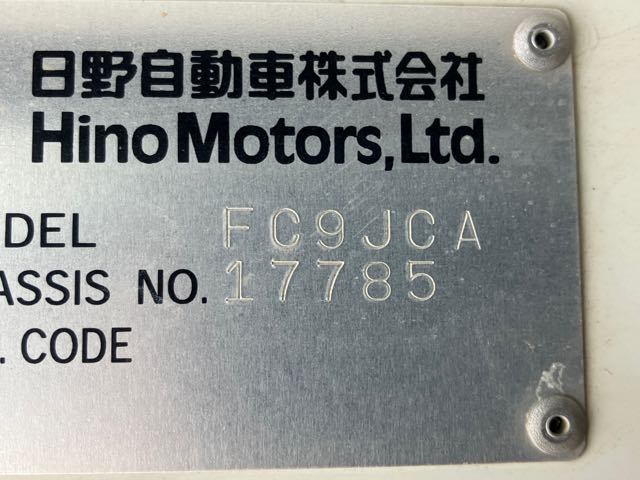 日野自動車株式会社
Hino Motors, Ltd.
DEL FC9JCA
ASSIS NO. 17785
. CODE